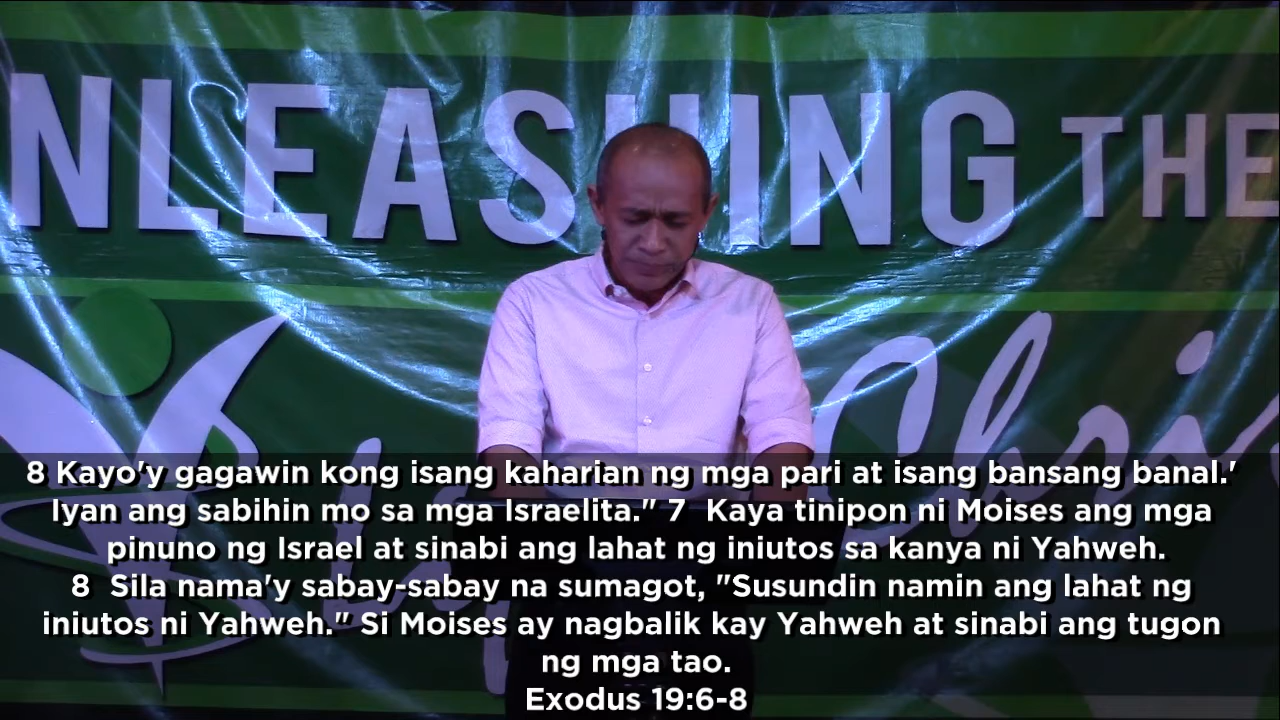 NLEASHING THE
Chri
8 Kayo'y gagawin kong isang kaharian ng mga pari at isang bansang banal.'
Iyan ang sabihin mo sa mga Israelita." 7 Kaya tinipon ni Moises ang mga
pinuno ng Israel at sinabi ang lahat ng iniutos sa kanya ni Yahweh.
8 Sila nama'y sabay-sabay na sumagot, "Susundin namin ang lahat ng
iniutos ni Yahweh." Si Moises ay nagbalik kay Yahweh at sinabi ang tugon
ng mga tao.
Exodus 19:6-8